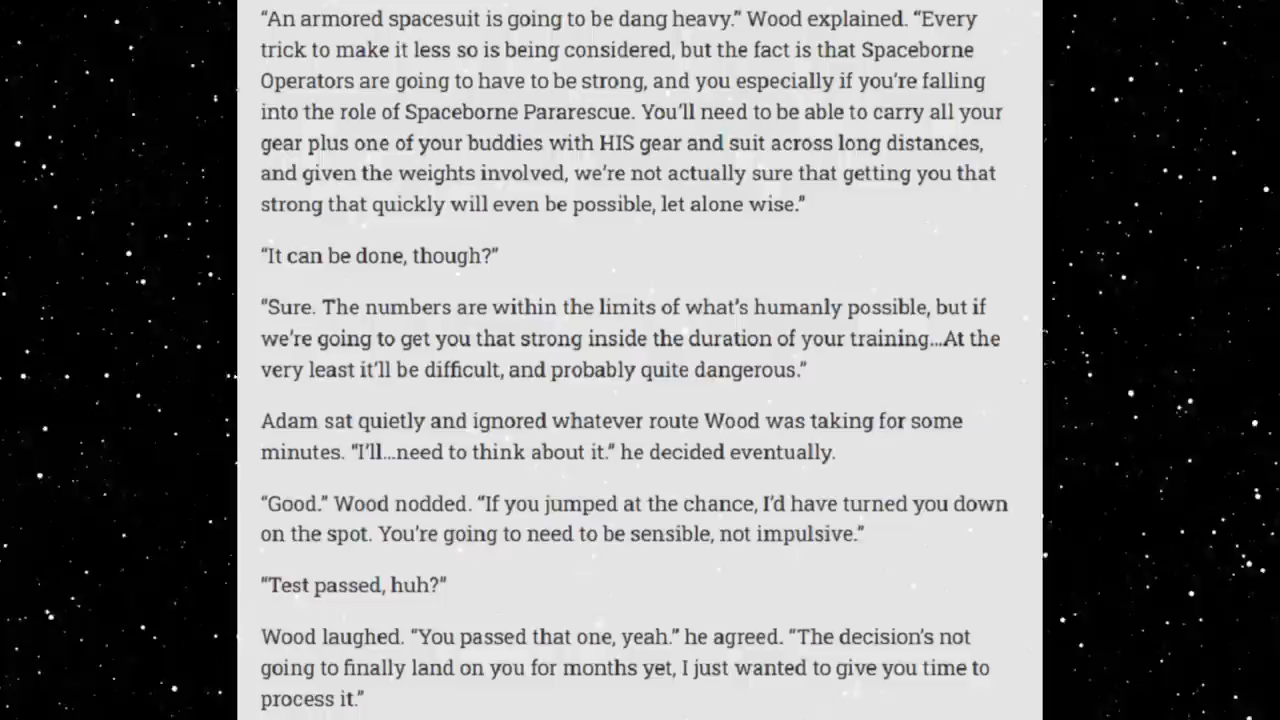 “An armored spacesuit is going to be dang heavy.” Wood explained. “Every
trick to make it less so is being considered, but the fact is that Spaceborne
Operators are going to have to be strong, and you especially if you’re falling
into the role of Spaceborne Pararescue. You’ll need to be able to carry all your
gear plus one of your buddies with HIS gear and suit across long distances,
and given the weights involved, we’re not actually sure that getting you that
strong that quickly will even be possible, let alone wise.”
“It can be done, though?”
“Sure. The numbers are within the limits of what’s humanly possible, but if
we’re going to get you that strong inside the duration of your training…At the
very least it’ll be difficult, and probably quite dangerous.”
Adam sat quietly and ignored whatever route Wood was taking for some
minutes. “I’ll…need to think about it.” he decided eventually.
“Good.” Wood nodded. “If you jumped at the chance, I’d have turned you down
on the spot. You’re going to need to be sensible, not impulsive.”
“Test passed, huh?”
Wood laughed. “You passed that one, yeah.” he agreed. “The decision’s not
going to finally land on you for months yet, I just wanted to give you time to
process it.”